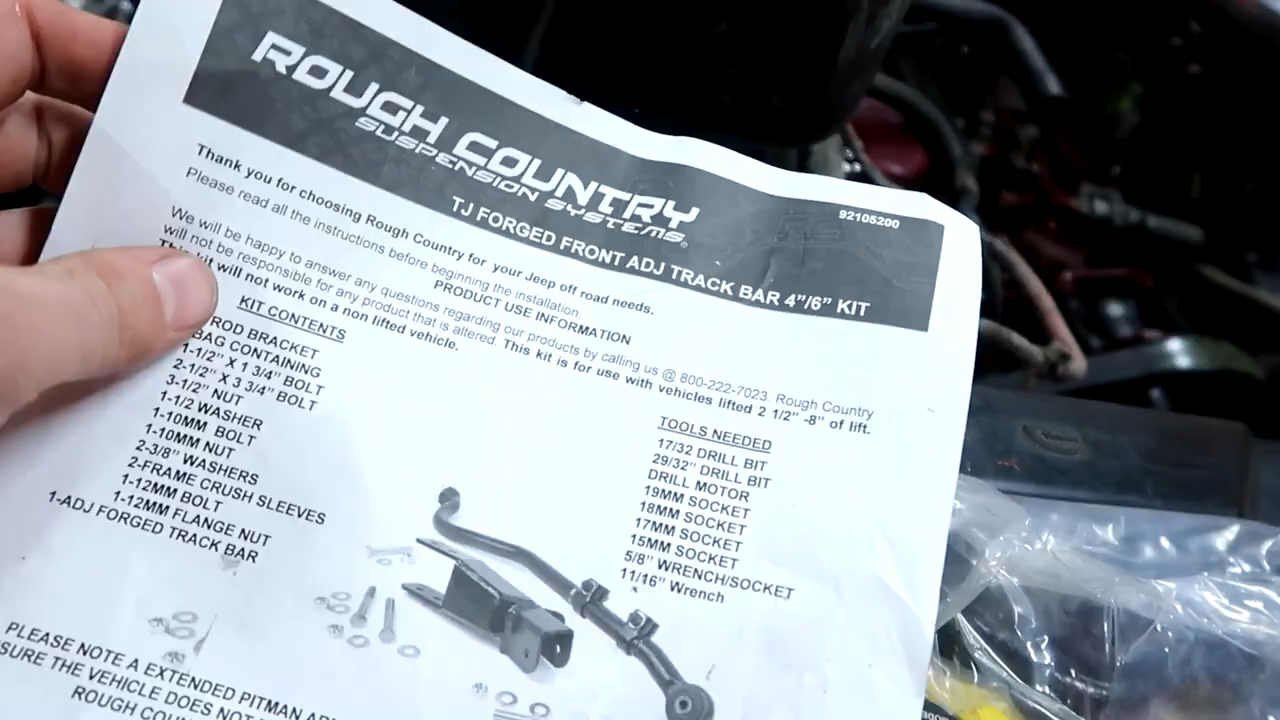 ROUGH COUNTRY
SUSPENSION SYSTEMS®
92105200
TJ FORGED FRONT ADJ TRACK BAR 4”/6” KIT
Thank you for choosing Rough Country for your Jeep off road needs.
Please read all the instructions before beginning the installation.
PRODUCT USE INFORMATION
We will be happy to answer any questions regarding our products by calling us @ 800-222-7023. Rough Country
will not be responsible for any product that is altered. This kit is for use with vehicles lifted 2 1/2” -8” of lift.
kit will not work on a non lifted vehicle.
KIT CONTENTS
ROD BRACKET
BAG CONTAINING
1-1/2” X 1 3/4” BOLT
2-1/2” X 3 3/4” BOLT
3-1/2” NUT
1-1/2 WASHER
1-10MM BOLT
1-10MM NUT
2-3/8” WASHERS
2-FRAME CRUSH SLEEVES
1-12MM BOLT
1-12MM FLANGE NUT
1-ADJ FORGED TRACK BAR
TOOLS NEEDED
17/32 DRILL BIT
29/32” DRILL BIT
DRILL MOTOR
19MM SOCKET
18MM SOCKET
17MM SOCKET
15MM SOCKET
5/8” WRENCH/SOCKET
11/16” Wrench
PLEASE NOTE A EXTENDED PITMAN
SURE THE VEHICLE DOES NOT
ROUGH